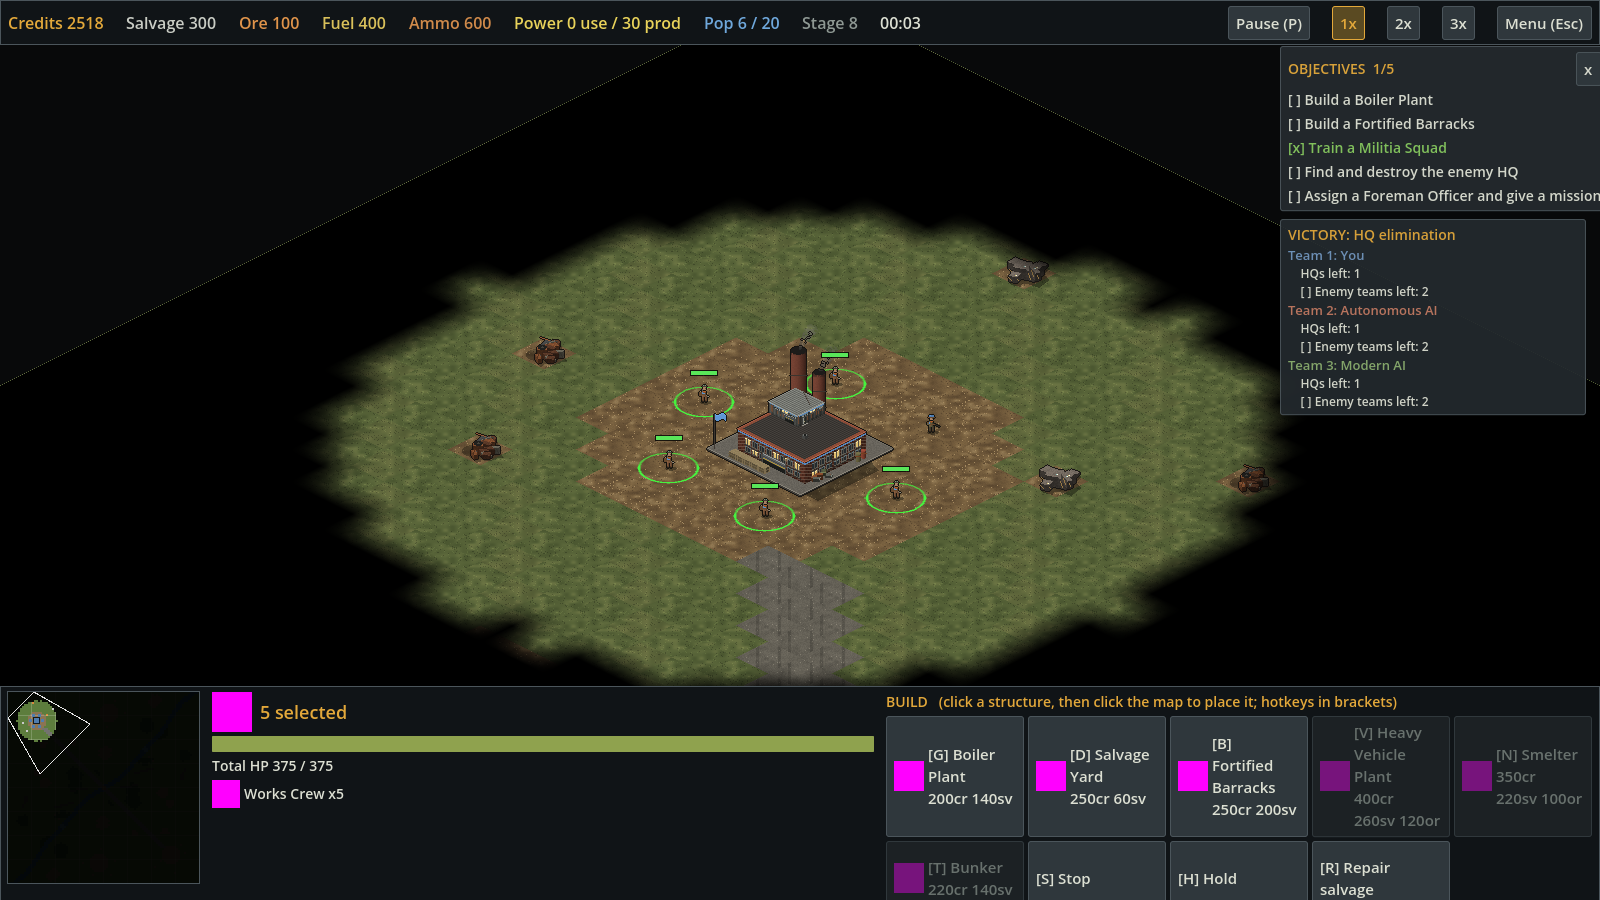 Credits 2518 Salvage 300 Ore 100 Fuel 400 Ammo 600 Power 0 use / 30 prod Pop 6 / 20 Stage 8 00:03 Pause (P) 1x 2x 3x Menu (Esc)
OBJECTIVES 1/5 x
[ ] Build a Boiler Plant
[ ] Build a Fortified Barracks
[x] Train a Militia Squad
[ ] Find and destroy the enemy HQ
[ ] Assign a Foreman Officer and give a mission
VICTORY: HQ elimination
Team 1: You
HQs left: 1
[ ] Enemy teams left: 2
Team 2: Autonomous AI
HQs left: 1
[ ] Enemy teams left: 2
Team 3: Modern AI
HQs left: 1
[ ] Enemy teams left: 2
5 selected
Total HP 375 / 375
Works Crew x5
BUILD (click a structure, then click the map to place it; hotkeys in brackets)
[G] Boiler
Plant
200cr 140sv
[D] Salvage
Yard
250cr 60sv
[B]
Fortified
Barracks
250cr 200sv
[V] Heavy
Vehicle
Plant
400cr
260sv 120or
[N] Smelter
350cr
220sv 100or
[T] Bunker
220cr 140sv
[S] Stop
[H] Hold
[R] Repair
salvage